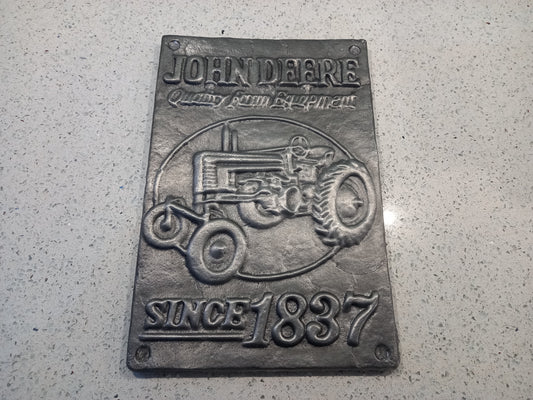 JOHN DEERE
Quality Farm Equipment
SINCE 1837